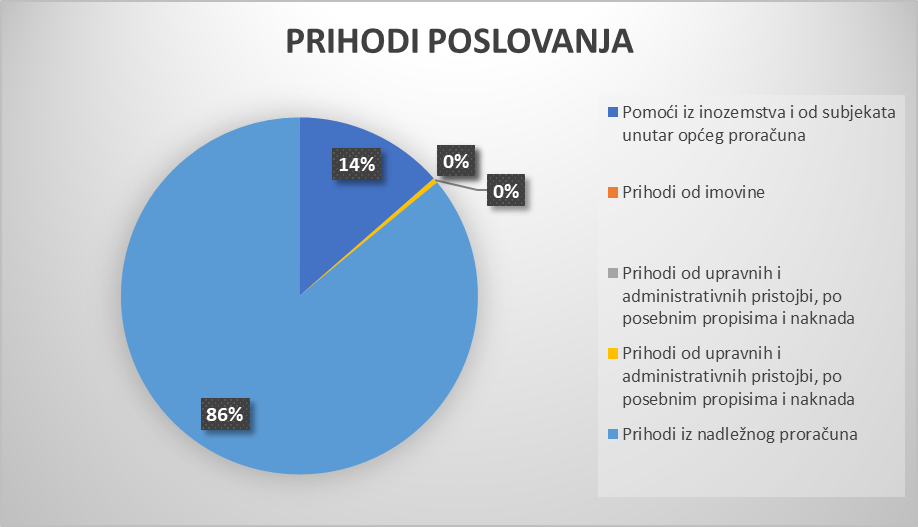 PRIHODI POSLOVANJA
14%
0%
0%
86%
Pomoći iz inozemstva i od subjekata
unutar općeg proračuna
Prihodi od imovine
Prihodi od upravnih i
administrativnih pristojbi, po
posebnim propisima i naknada
Prihodi od upravnih i
administrativnih pristojbi, po
posebnim propisima i naknada
Prihodi iz nadležnog proračuna